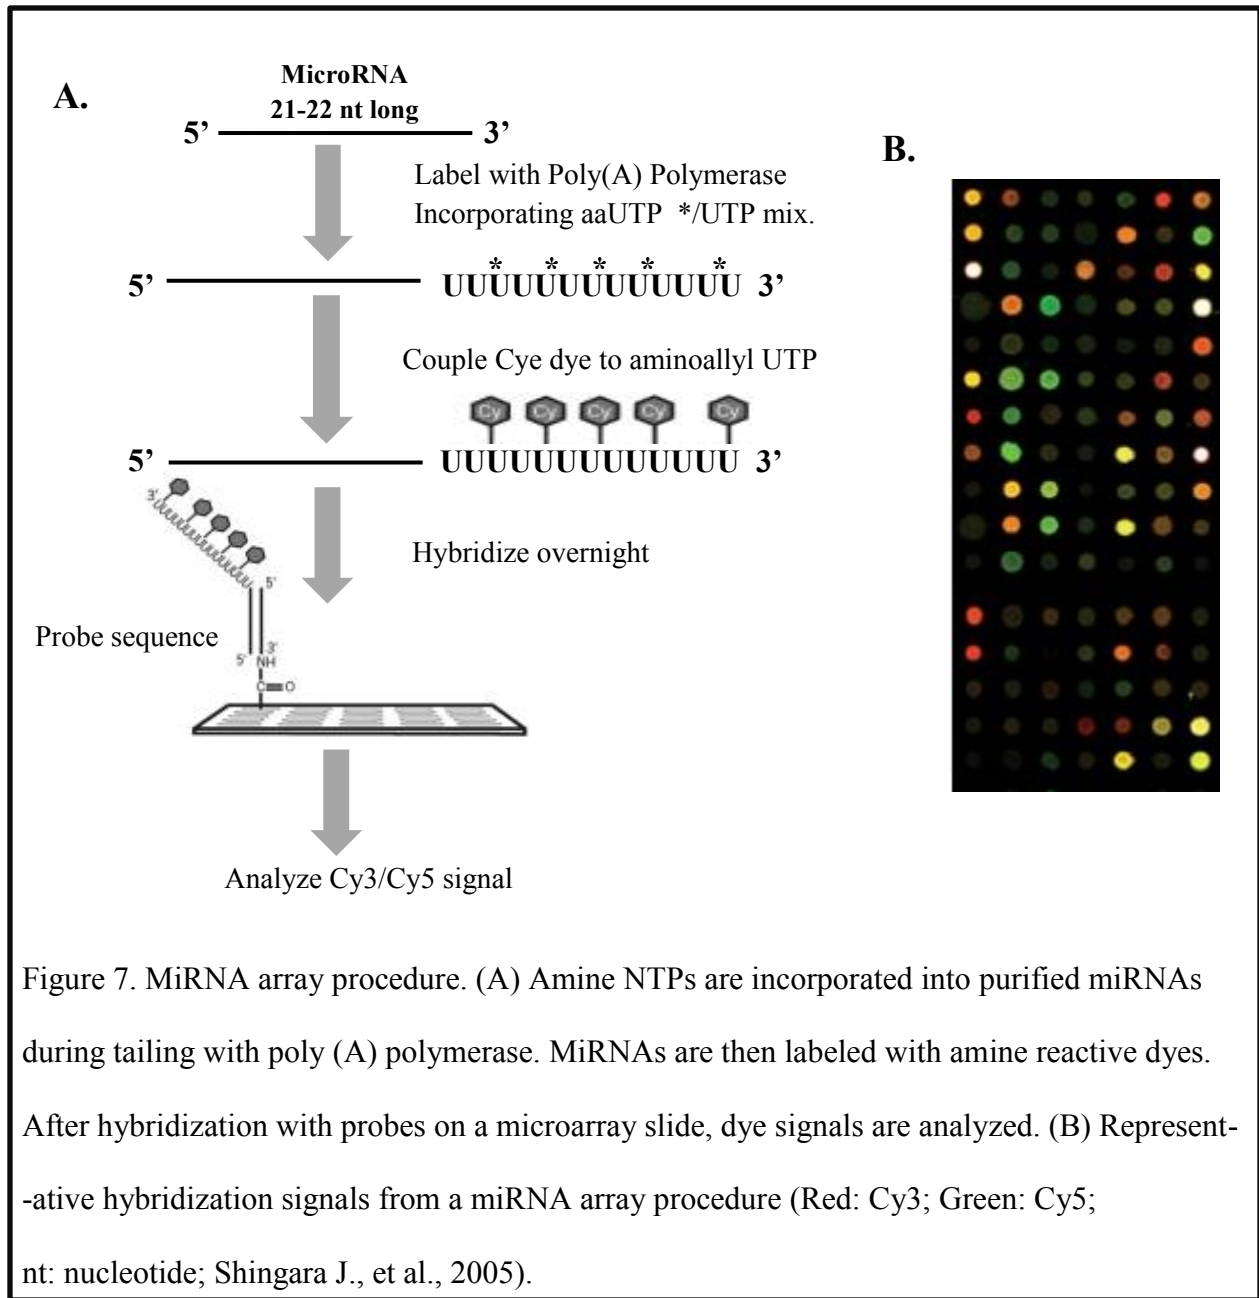 A.
MicroRNA
21-22 nt long
5’ 3’
Label with Poly(A) Polymerase
Incorporating aaUTP */UTP mix.
* * * * *
5’ UUUUUUUUUUUUU 3’
Couple Cye dye to aminoallyl UTP
Cy Cy Cy Cy Cy
5’ UUUUUUUUUUUUU 3’
3'
5'
Hybridize overnight
Probe sequence
5' 3'
NH
C=O
Analyze Cy3/Cy5 signal
B.
Figure 7. MiRNA array procedure. (A) Amine NTPs are incorporated into purified miRNAs
during tailing with poly (A) polymerase. MiRNAs are then labeled with amine reactive dyes.
After hybridization with probes on a microarray slide, dye signals are analyzed. (B) Represent-
-ative hybridization signals from a miRNA array procedure (Red: Cy3; Green: Cy5;
nt: nucleotide; Shingara J., et al., 2005).